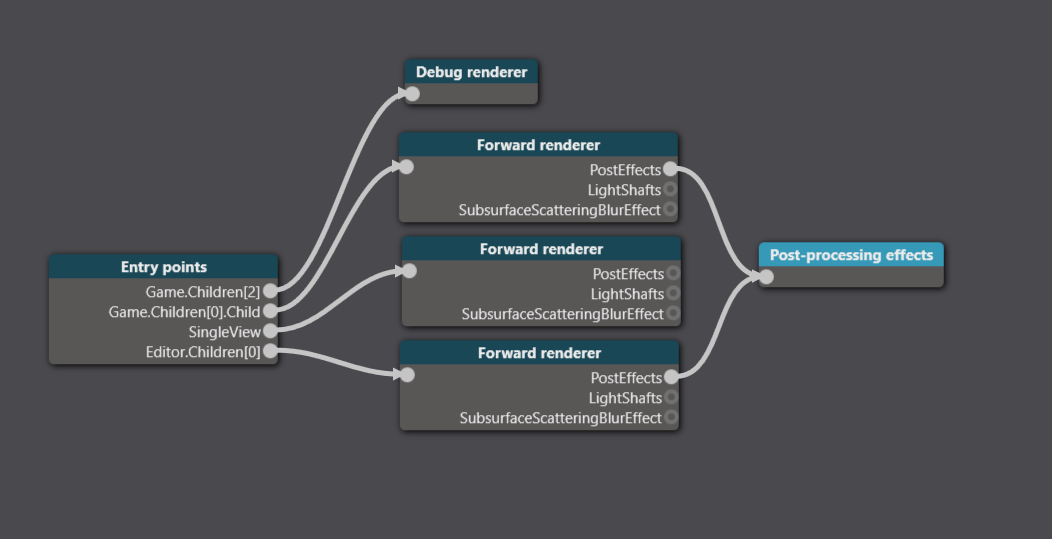 Debug renderer
Forward renderer
PostEffects
LightShafts
SubsurfaceScatteringBlurEffect
Forward renderer
PostEffects
LightShafts
SubsurfaceScatteringBlurEffect
Post-processing effects
Entry points
Game.Children[2]
Game.Children[0].Child
SingleView
Editor.Children[0]
Forward renderer
PostEffects
LightShafts
SubsurfaceScatteringBlurEffect